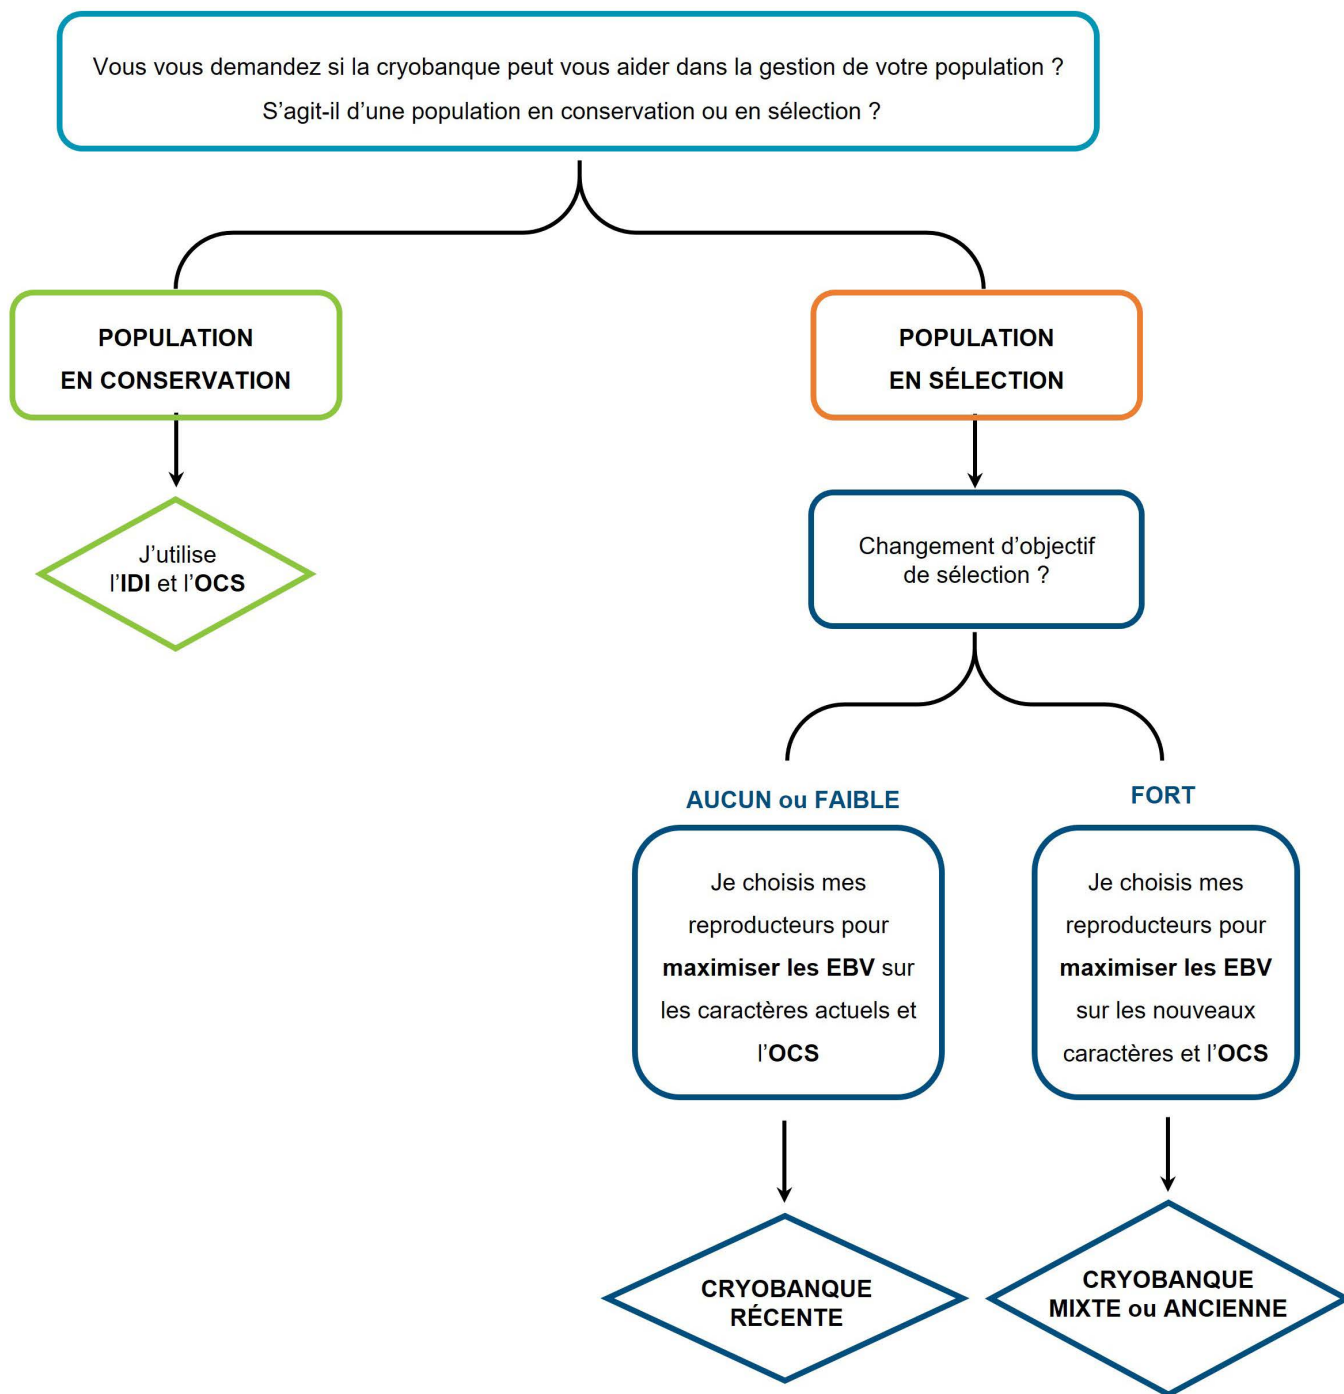 Vous vous demandez si la cryobanque peut vous aider dans la gestion de votre population ?
S’agit-il d’une population en conservation ou en sélection ?
POPULATION
EN CONSERVATION
J’utilise
l’IDI et l’OCS
POPULATION
EN SÉLECTION
Changement d’objectif
de sélection ?
AUCUN ou FAIBLE
Je choisis mes
reproducteurs pour
maximiser les EBV sur
les caractères actuels et
l’OCS
CRYOBANQUE
RÉCENTE
FORT
Je choisis mes
reproducteurs pour
maximiser les EBV
sur les nouveaux
caractères et l’OCS
CRYOBANQUE
MIXTE ou ANCIENNE